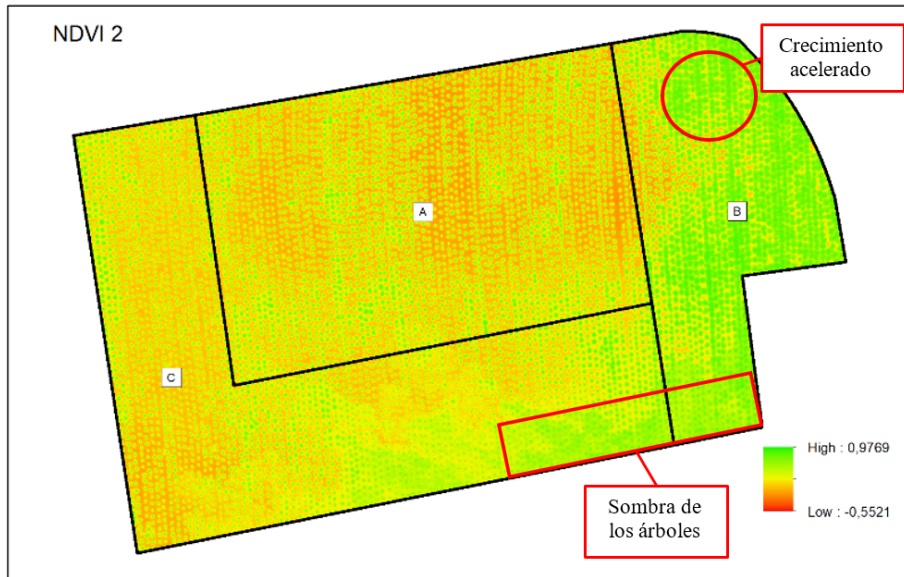 NDVI 2
Crecimiento
acelerado
A
B
C
High : 0,9769
Low : -0,5521
Sombra de
los árboles